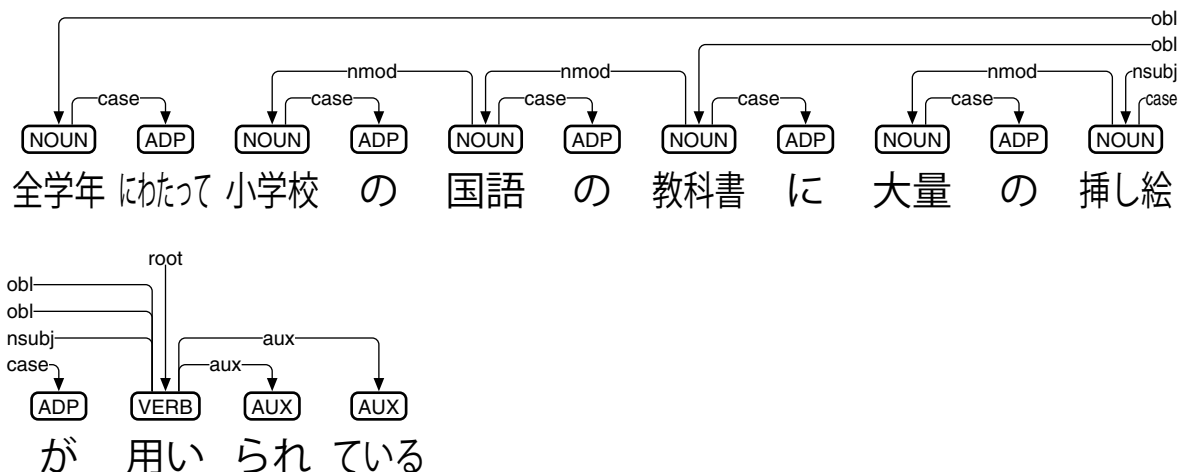 obl
obl
nmod nmod nmod nsubj
case case case case case case
NOUN ADP NOUN ADP NOUN ADP NOUN ADP NOUN ADP NOUN
全学年 にわたって 小学校 の 国語 の 教科書 に 大量 の 挿し絵
root
obl
obl
nsubj aux
case aux
ADP VERB AUX AUX
が 用い られ ている